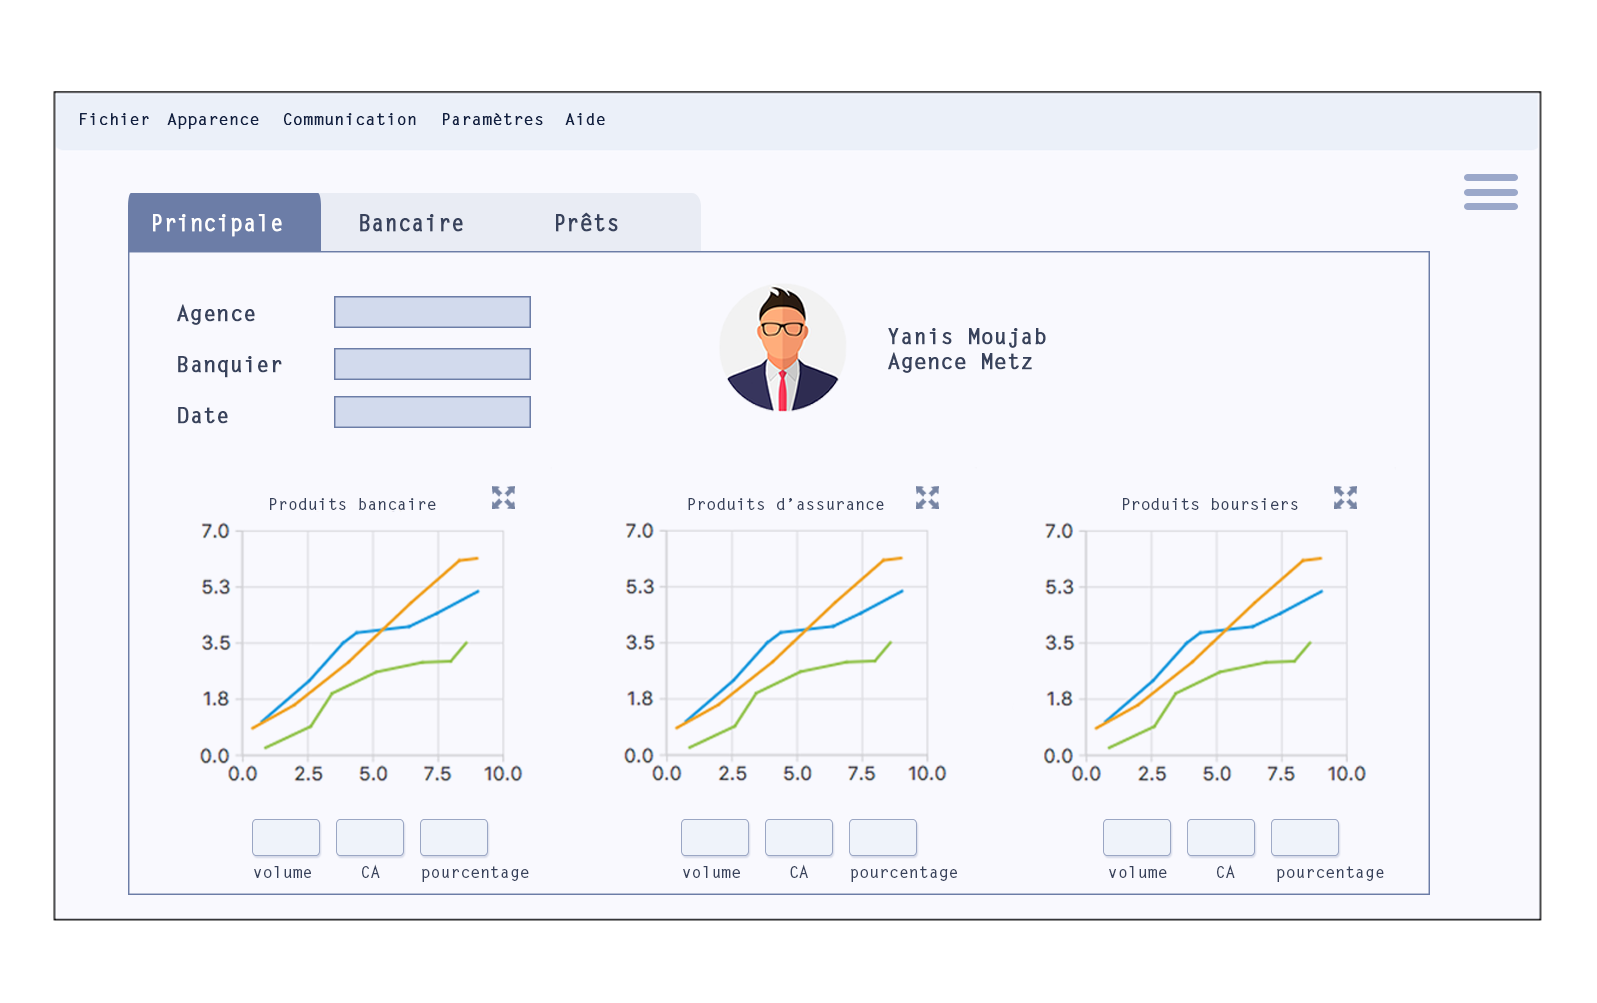 Fichier Apparence Communication Paramètres Aide
Principale Bancaire Prêts
Agence
Banquier
Date
Yanis Moujab
Agence Metz
Produits bancaire
7.0
5.3
3.5
1.8
0.0
0.0 2.5 5.0 7.5 10.0
volume CA pourcentage
Produits d’assurance
7.0
5.3
3.5
1.8
0.0
0.0 2.5 5.0 7.5 10.0
volume CA pourcentage
Produits boursiers
7.0
5.3
3.5
1.8
0.0
0.0 2.5 5.0 7.5 10.0
volume CA pourcentage